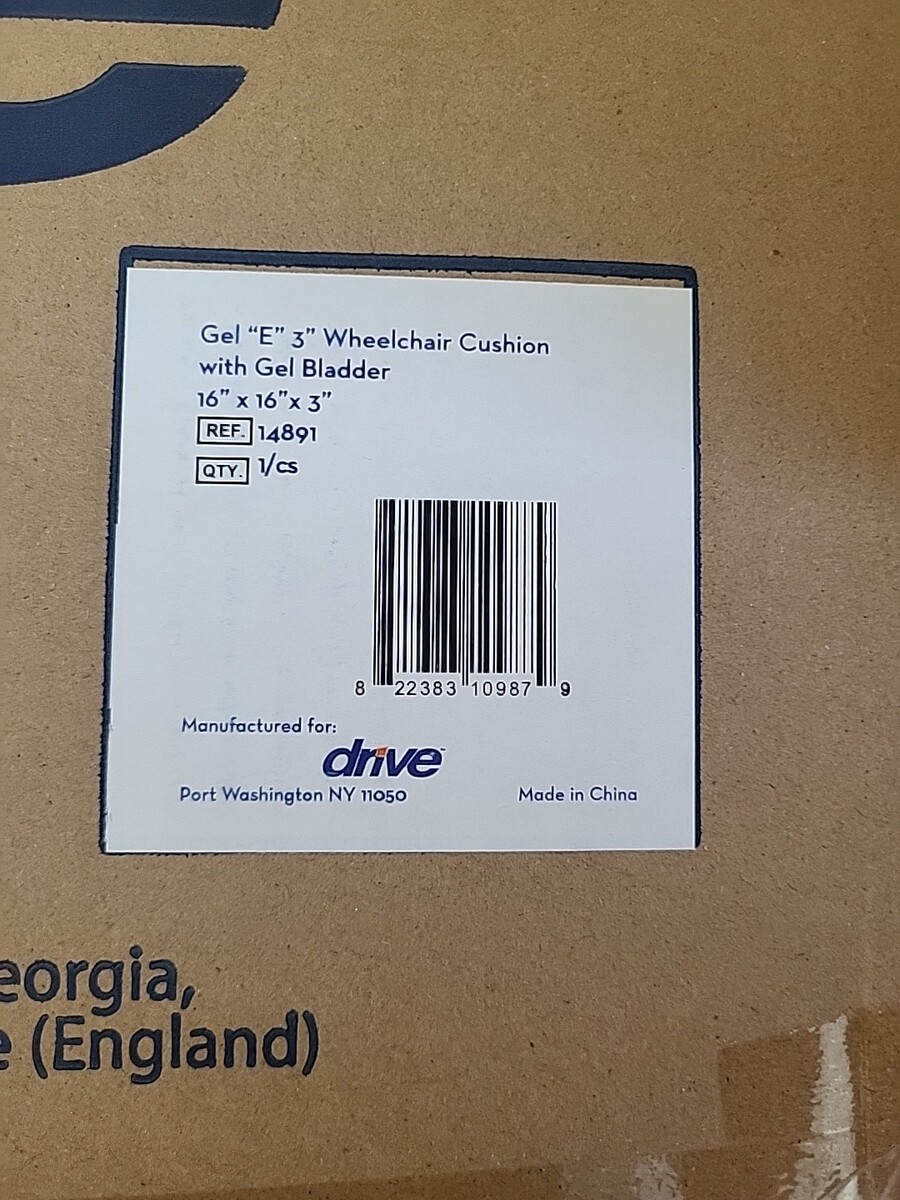 Gel “E” 3” Wheelchair Cushion
with Gel Bladder
16” x 16”x 3”
REF. 14891
QTY. 1/cs
8 22383 10987 9
Manufactured for:
drive™
Port Washington NY 11050 Made in China
eorgia,
e (England)